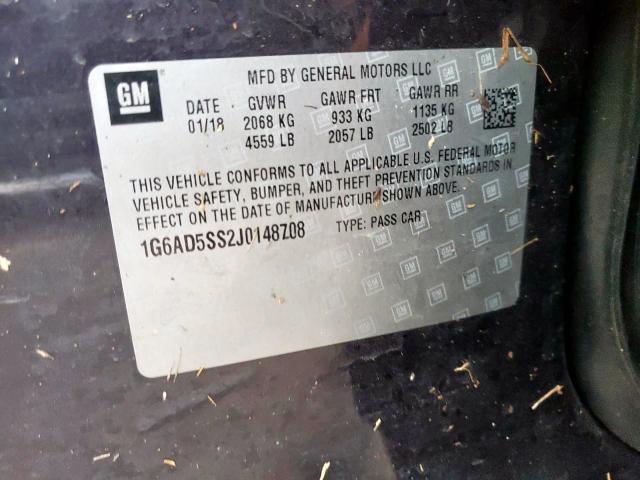 GM
MFD BY GENERAL MOTORS LLC
DATE GVWR GAWR FRT GAWR RR
01/18 2068 KG 933 KG 1135 KG
4559 LB 2057 LB 2502 LB
THIS VEHICLE CONFORMS TO ALL APPLICABLE U.S. FEDERAL MOTOR
VEHICLE SAFETY, BUMPER, AND THEFT PREVENTION STANDARDS IN
EFFECT ON THE DATE OF MANUFACTURE SHOWN ABOVE.
1G6AD5SS2J0148Z08 TYPE: PASS CAR